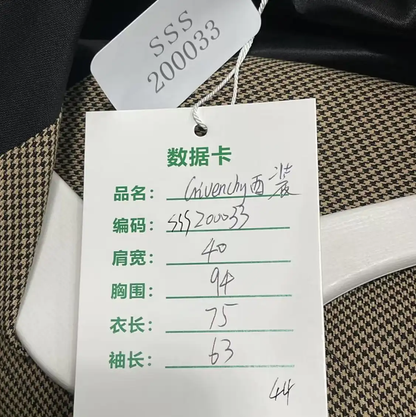 SSS
200033
数据卡
品名: Givenchy西装
编码: SSS200033
肩宽: 40
胸围: 94
衣长: 75
袖长: 63
44